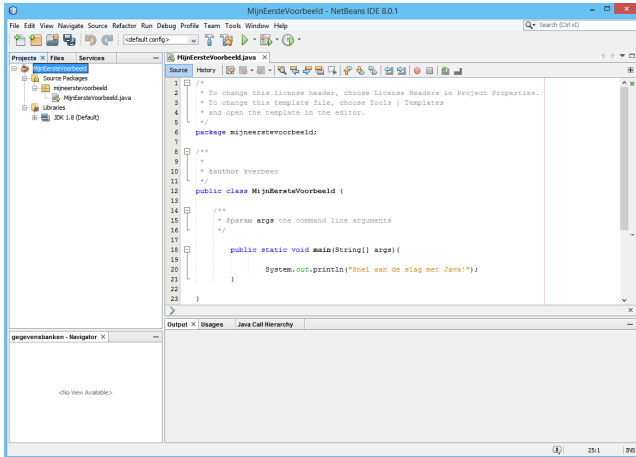 MijnEersteVoorbeeld - NetBeans IDE 8.0.1
File Edit View Navigate Source Refactor Run Debug Profile Team Tools Window Help
Search (Ctrl+I)
<default config>
Projects Files Services
MijnEersteVoorbeeld
Source Packages
mijneerstevoorbeeld
MijnEersteVoorbeeld.java
Libraries
JDK 1.8 (Default)
MijnEersteVoorbeeld.java
Source History
1 /*
2 * To change this license header, choose License Headers in Project Properties.
3 * To change this template file, choose Tools | Templates
4 * and open the template in the editor.
5 */
6 package mijneerstevoorbeeld;
7
8 /**
9 *
10 * @author kverbeec
11 */
12 public class MijnEersteVoorbeeld {
13
14 /**
15 * @param args the command line arguments
16 */
17
18 public static void main(String[] args){
19
20 System.out.println("Snel aan de slag met Java!");
21 }
22
23 }
Output Usages Java Call Hierarchy
gegevensbanken - Navigator
<No View Available>
25:1 INS